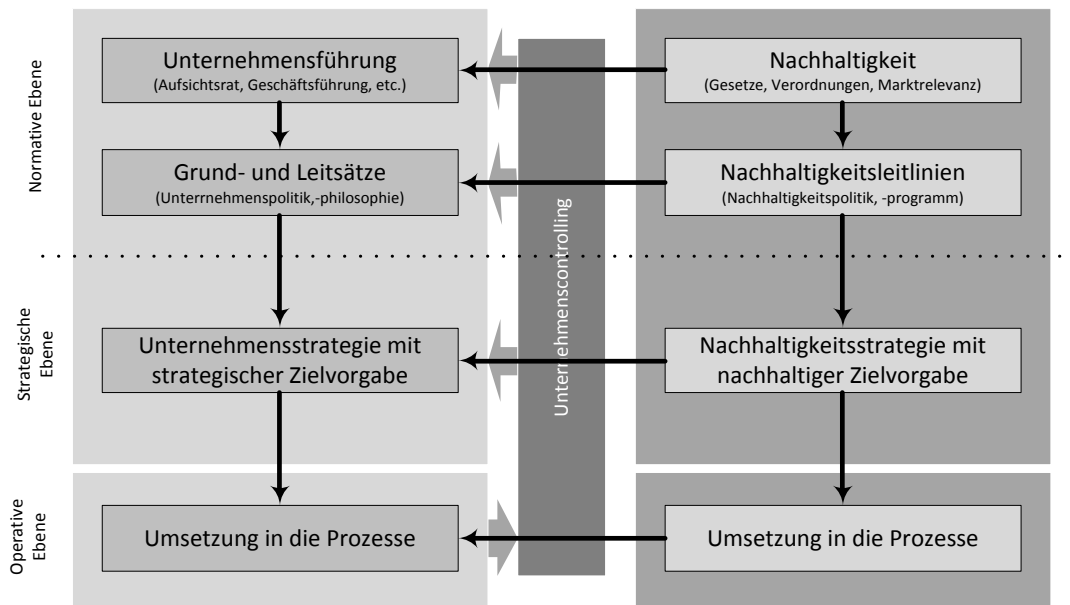 Normative Ebene
Unternehmensführung
(Aufsichtsrat, Geschäftsführung, etc.)
Nachhaltigkeit
(Gesetze, Verordnungen, Marktrelevanz)
Grund- und Leitsätze
(Unterrnehmenspolitik,-philosophie)
Nachhaltigkeitsleitlinien
(Nachhaltigkeitspolitik, -programm)
Unternehmenscontrolling
Strategische
Ebene
Unternehmensstrategie mit
strategischer Zielvorgabe
Nachhaltigkeitsstrategie mit
nachhaltiger Zielvorgabe
Operative
Ebene
Umsetzung in die Prozesse
Umsetzung in die Prozesse